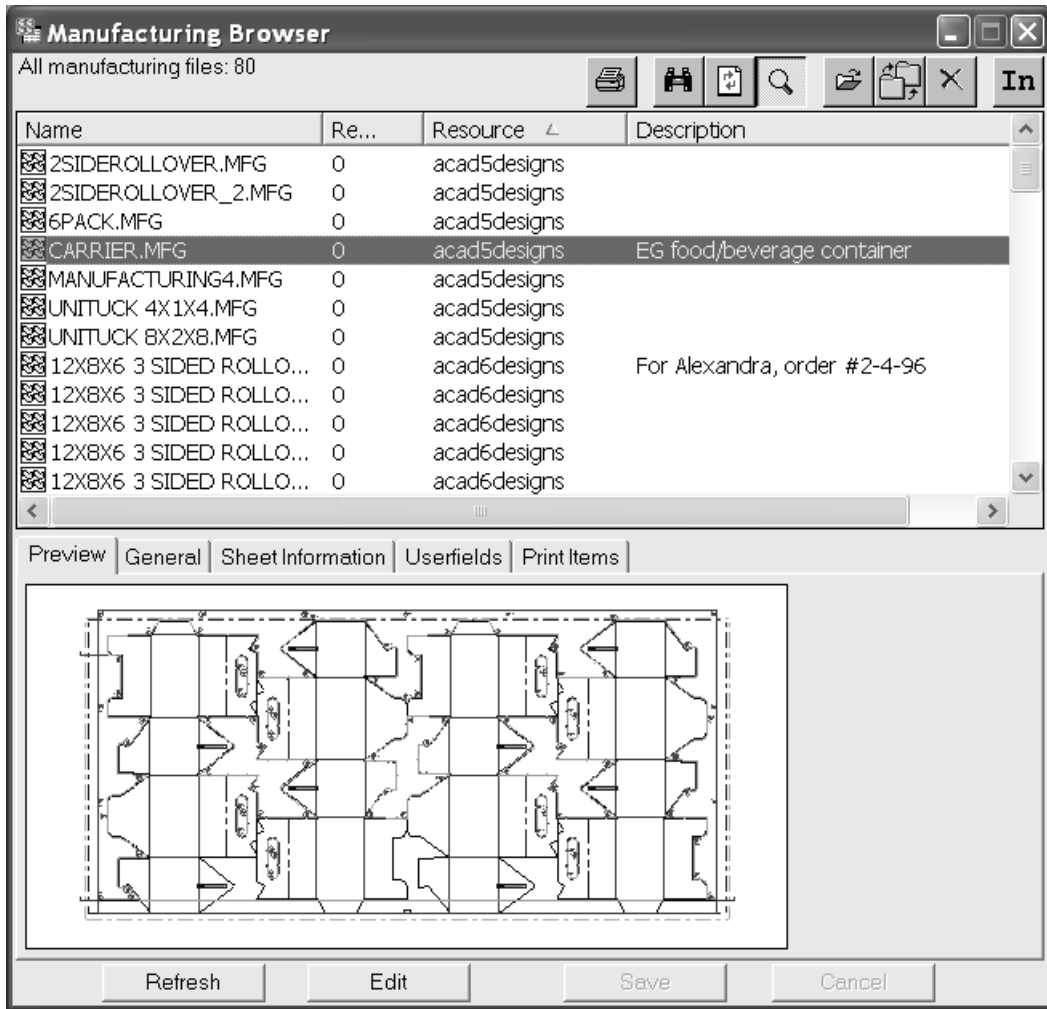 Manufacturing Browser
All manufacturing files: 80
In
Name Re... Resource Description
2SIDEROLLOVER.MFG 0 acad5designs
2SIDEROLLOVER_2.MFG 0 acad5designs
6PACK.MFG 0 acad5designs
CARRIER.MFG 0 acad5designs EG food/beverage container
MANUFACTURING4.MFG 0 acad5designs
UNITUCK 4X1X4.MFG 0 acad5designs
UNITUCK 8X2X8.MFG 0 acad5designs
12X8X6 3 SIDED ROLLO... 0 acad6designs For Alexandra, order #2-4-96
12X8X6 3 SIDED ROLLO... 0 acad6designs
12X8X6 3 SIDED ROLLO... 0 acad6designs
12X8X6 3 SIDED ROLLO... 0 acad6designs
12X8X6 3 SIDED ROLLO... 0 acad6designs
Preview General Sheet Information Userfields Print Items
Refresh Edit Save Cancel